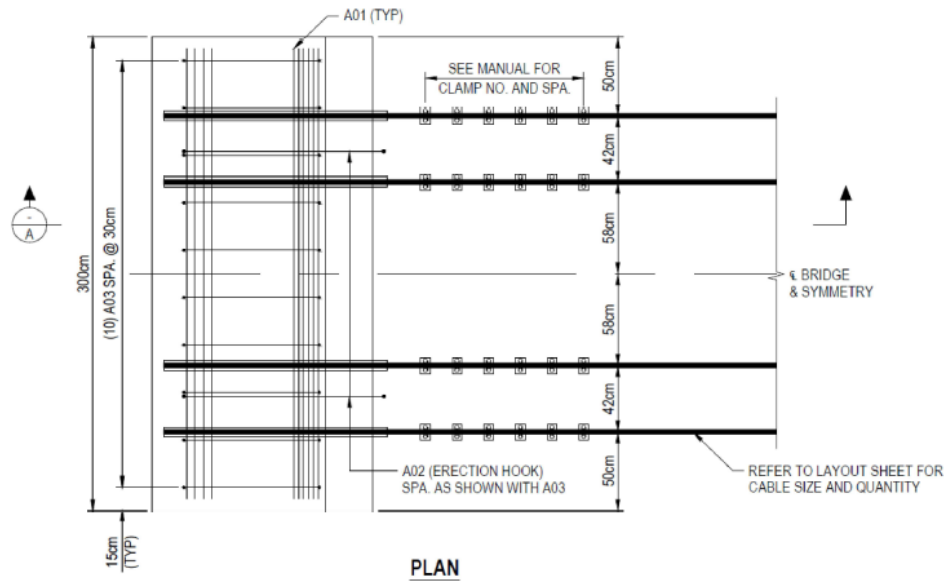 A01 (TYP)
SEE MANUAL FOR
CLAMP NO. AND SPA.
50cm
42cm
58cm
58cm
42cm
50cm
300cm
(10) A03 SPA. @ 30cm
15cm
(TYP)
-
A
℄ BRIDGE
& SYMMETRY
A02 (ERECTION HOOK)
SPA. AS SHOWN WITH A03
REFER TO LAYOUT SHEET FOR
CABLE SIZE AND QUANTITY
PLAN